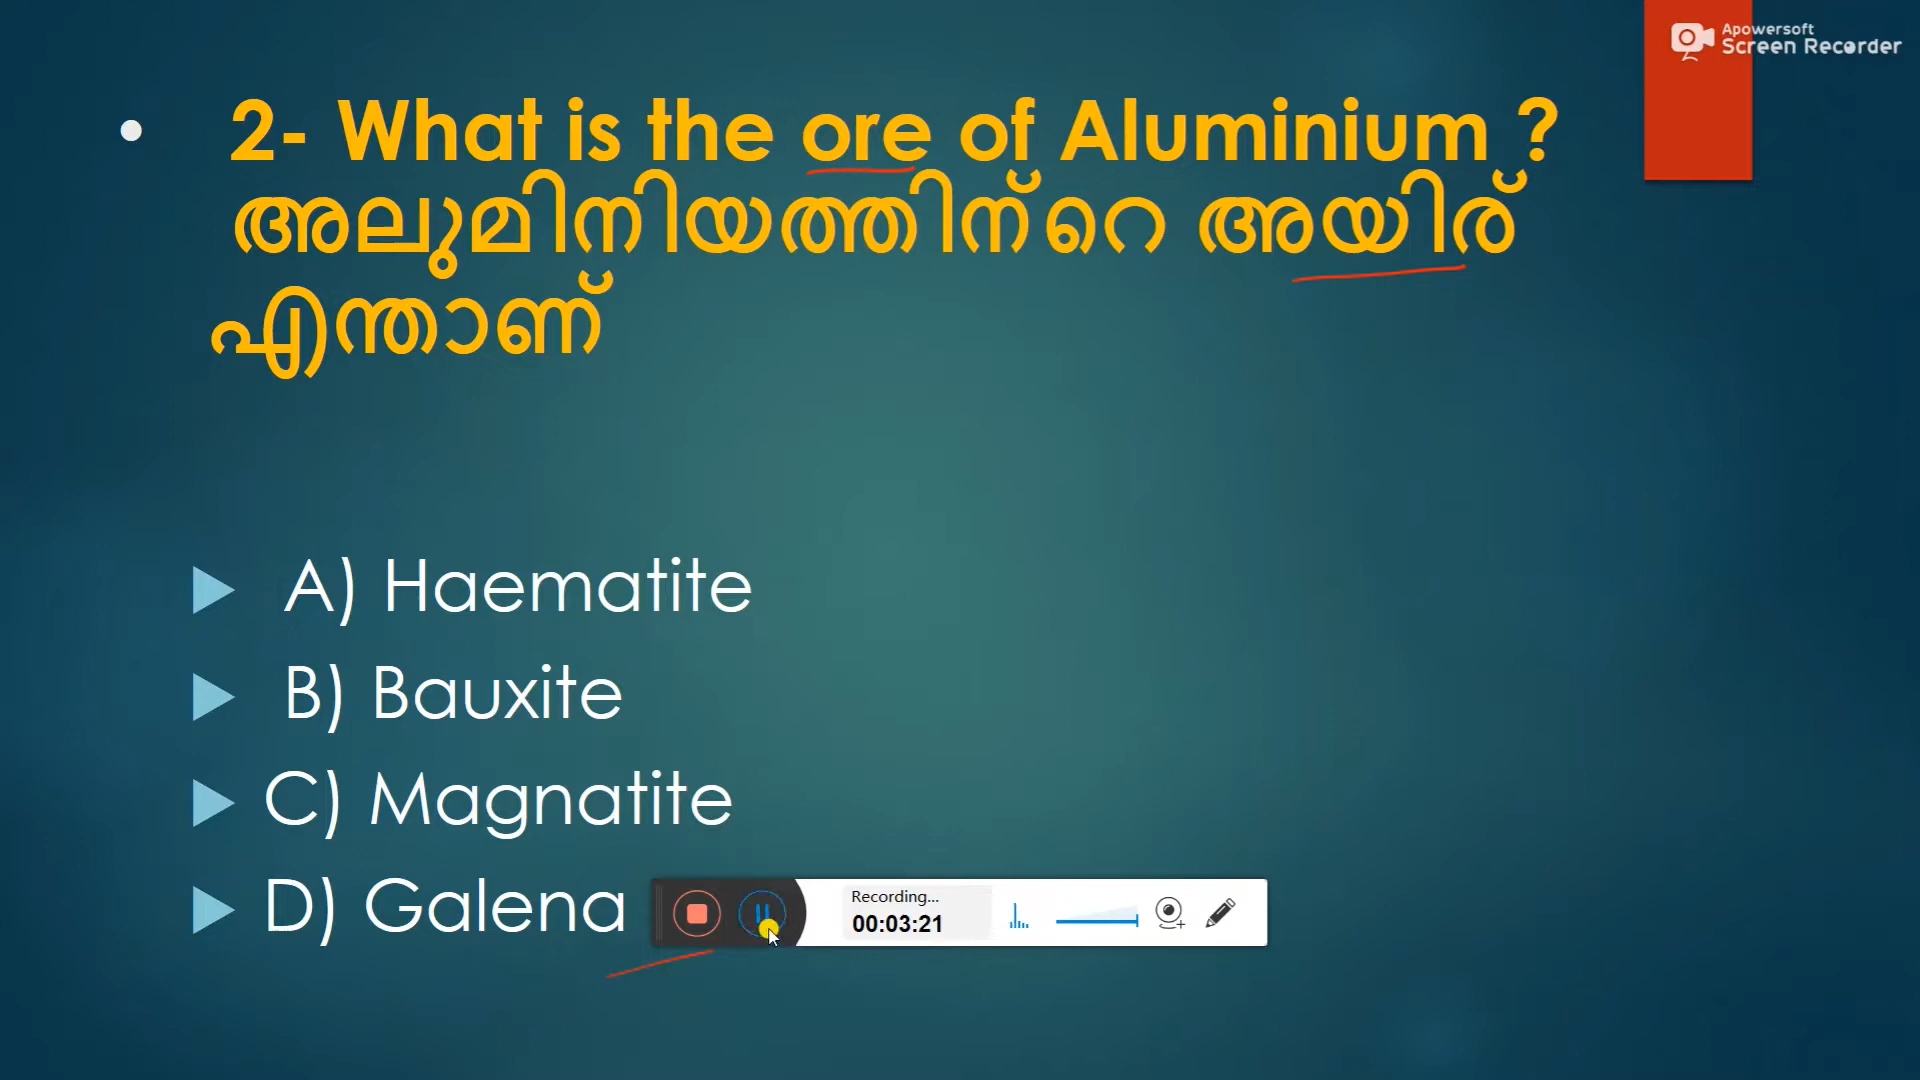 Apowersoft
Screen Recorder
• 2- What is the ore of Aluminium ?
അലുമിനിയത്തിന്റെ അയിര്
എന്താണ്
A) Haematite
B) Bauxite
C) Magnatite
D) Galena
Recording...
00:03:21